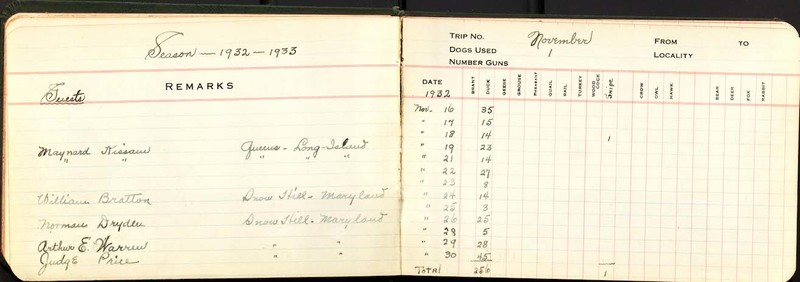 Season — 1932 — 1933
REMARKS
Guests
Maynard Nissau Queens - Long-Island
" " " " "
William Bratton Snow Hill - Maryland
Norman Dryden Snow Hill - Maryland
Arthur E. Warren " "
Judge Price " "
TRIP NO. November FROM TO
DOGS USED 1 LOCALITY
NUMBER GUNS
DATE BRANT DUCK GEESE GROUSE PHEASANT QUAIL RAIL TURKEY WOOD COCK Snipe CROW OWL HAWK BEAR DEER FOX RABBIT
1932
Nov. 16 35
" 17 15
" 18 14 1
" 19 23
" 21 14
" 22 27
" 23 8
" 24 14
" 25 3
" 26 25
" 28 5
" 29 28
" 30 45
Total 256 1